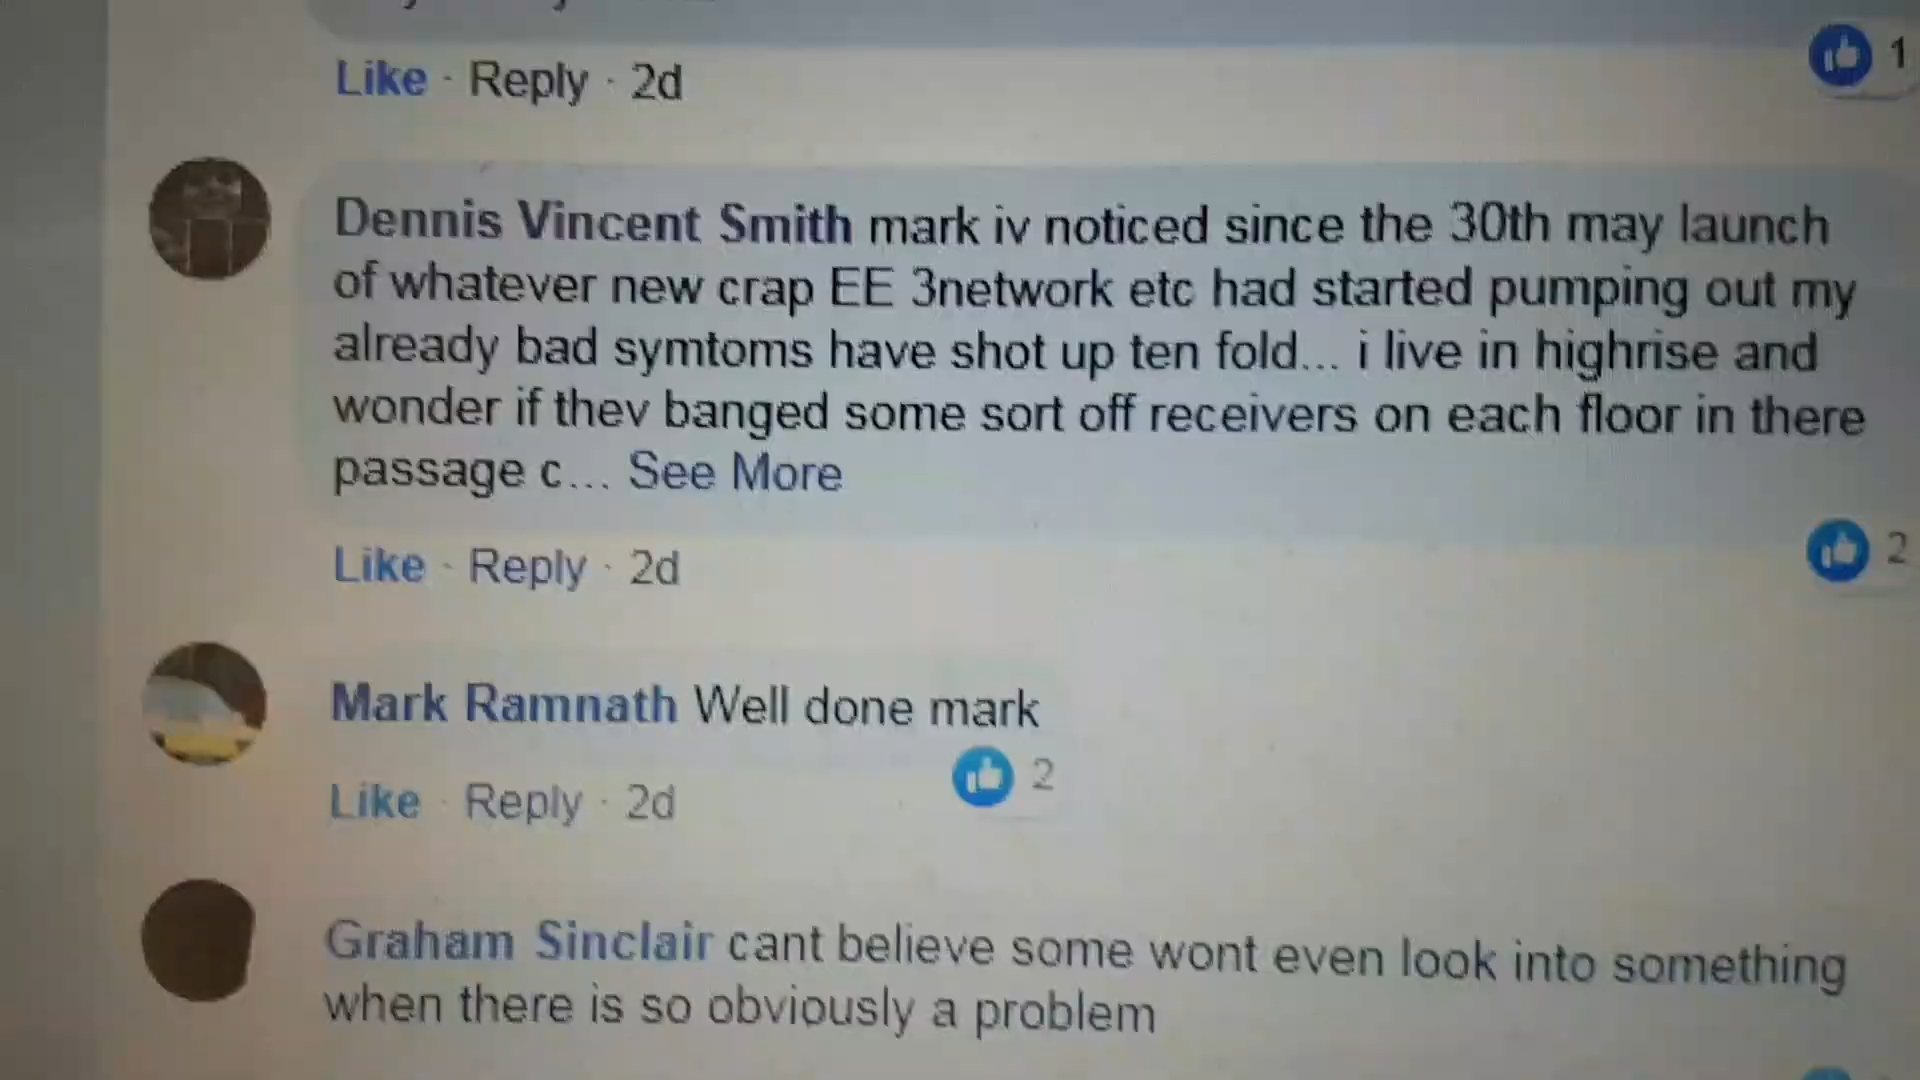 Like · Reply · 2d
1
Dennis Vincent Smith mark iv noticed since the 30th may launch
of whatever new crap EE 3network etc had started pumping out my
already bad symtoms have shot up ten fold... i live in highrise and
wonder if thev banged some sort off receivers on each floor in there
passage c... See More
Like · Reply · 2d
2
Mark Ramnath Well done mark
2
Like · Reply · 2d
Graham Sinclair cant believe some wont even look into something
when there is so obviously a problem